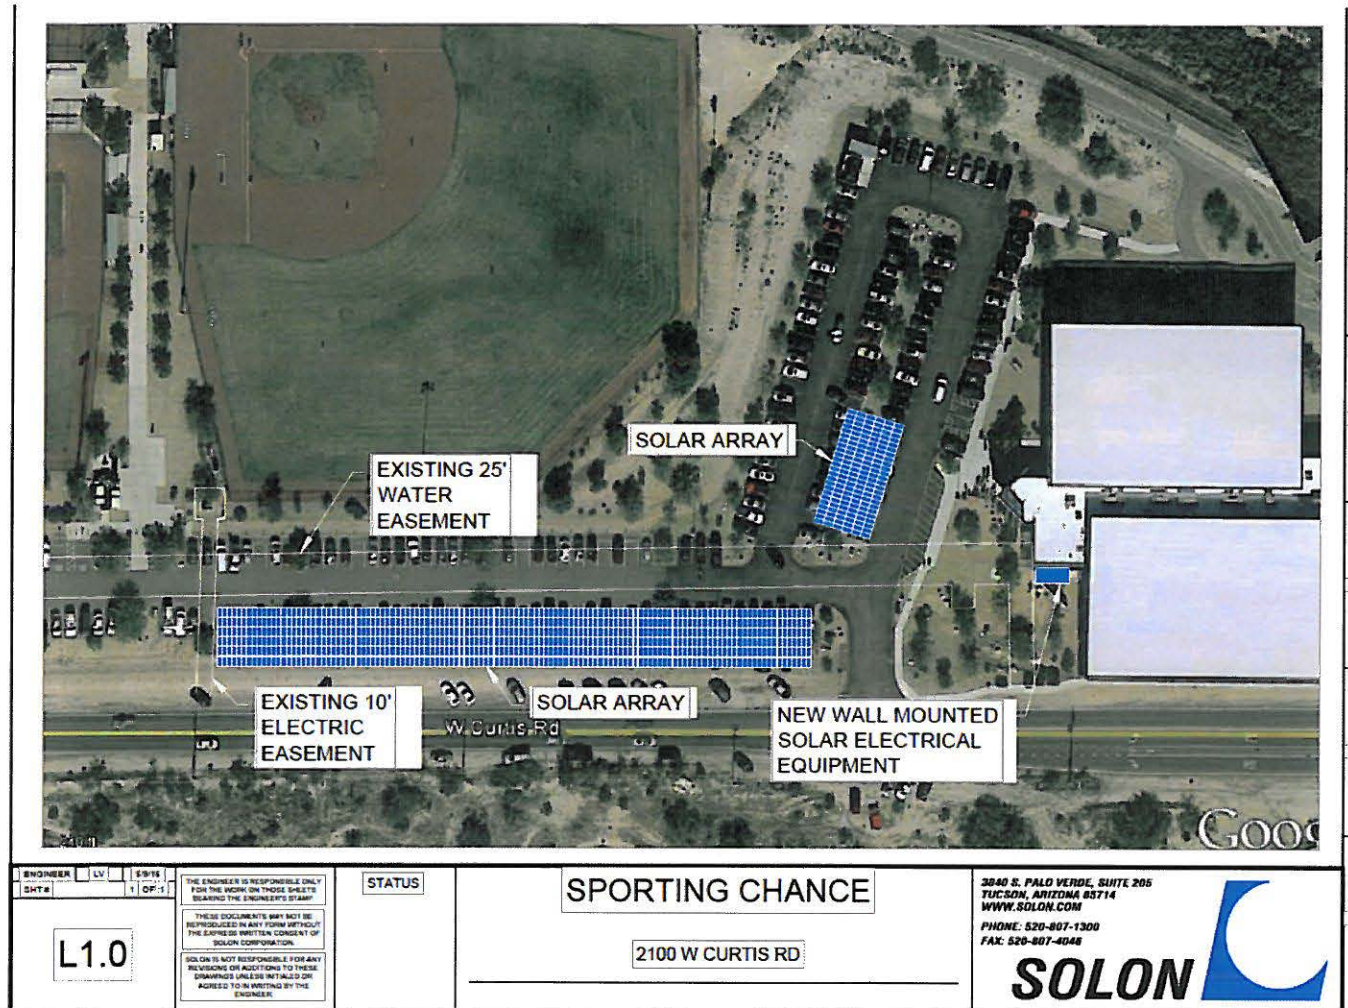 SOLAR ARRAY
EXISTING 25'
WATER
EASEMENT
EXISTING 10'
ELECTRIC
EASEMENT
SOLAR ARRAY
W Curtis Rd
NEW WALL MOUNTED
SOLAR ELECTRICAL
EQUIPMENT
Goog
ENGINEER LV
SHT# 1 OF 1
L1.0
THE ENGINEER IS RESPONSIBLE ONLY
FOR THE WORK ON THOSE SHEETS
BEARING THE ENGINEER'S STAMP
THESE DOCUMENTS MAY NOT BE
REPRODUCED IN ANY FORM WITHOUT
THE EXPRESS WRITTEN CONSENT OF
SOLON CORPORATION.
SOLON IS NOT RESPONSIBLE FOR ANY
REVISIONS OR ADDITIONS TO THESE
DRAWINGS UNLESS INITIALED OR
AGREED TO IN WRITING BY THE
ENGINEER.
STATUS
SPORTING CHANCE
2100 W CURTIS RD
3840 S. PALO VERDE, SUITE 205
TUCSON, ARIZONA 85714
WWW.SOLON.COM
PHONE: 520-807-1300
FAX: 520-807-4046
SOLON